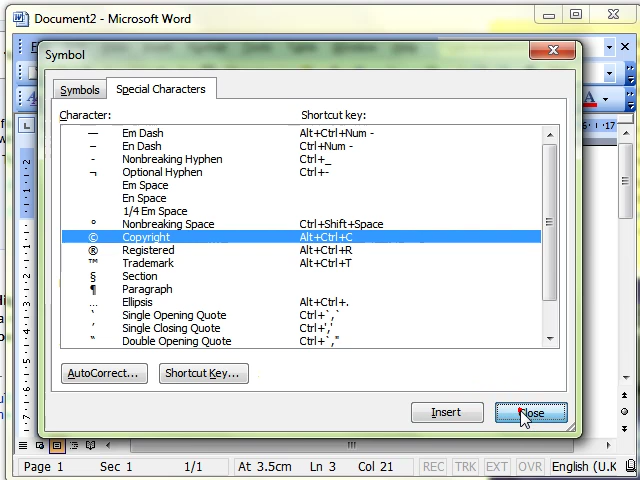 Document2 - Microsoft Word
Symbol
Symbols
Special Characters
Character:
Shortcut key:
— Em Dash Alt+Ctrl+Num -
– En Dash Ctrl+Num -
- Nonbreaking Hyphen Ctrl+_
¬ Optional Hyphen Ctrl+-
Em Space
En Space
1/4 Em Space
° Nonbreaking Space Ctrl+Shift+Space
© Copyright Alt+Ctrl+C
® Registered Alt+Ctrl+R
™ Trademark Alt+Ctrl+T
§ Section
¶ Paragraph
… Ellipsis Alt+Ctrl+.
‘ Single Opening Quote Ctrl+`,`
’ Single Closing Quote Ctrl+','
“ Double Opening Quote Ctrl+`,"
AutoCorrect...
Shortcut Key...
Insert
Close
Page 1 Sec 1 1/1 At 3.5cm Ln 3 Col 21 REC TRK EXT OVR English (U.K